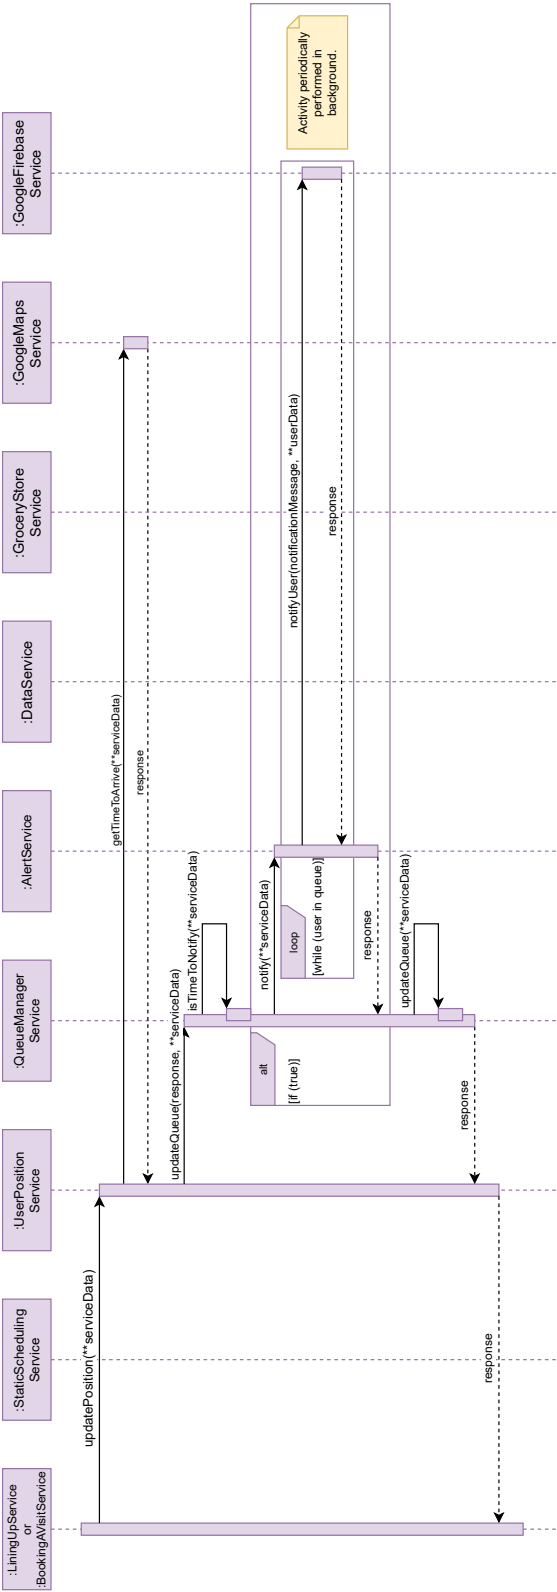 :LiningUpService
or
:BookingAVisitService
:StaticScheduling
Service
:UserPosition
Service
:QueueManager
Service
:AlertService
:DataService
:GroceryStore
Service
:GoogleMaps
Service
:GoogleFirebase
Service
updatePosition(**serviceData)
getTimeToArrive(**serviceData)
response
updateQueue(response, **serviceData)
isTimeToNotify(**serviceData)
alt
[if (true)]
notify(**serviceData)
loop
[while (user in queue)]
notifyUser(notificationMessage, **userData)
Activity periodically
performed in
background.
response
response
updateQueue(**serviceData)
response
response